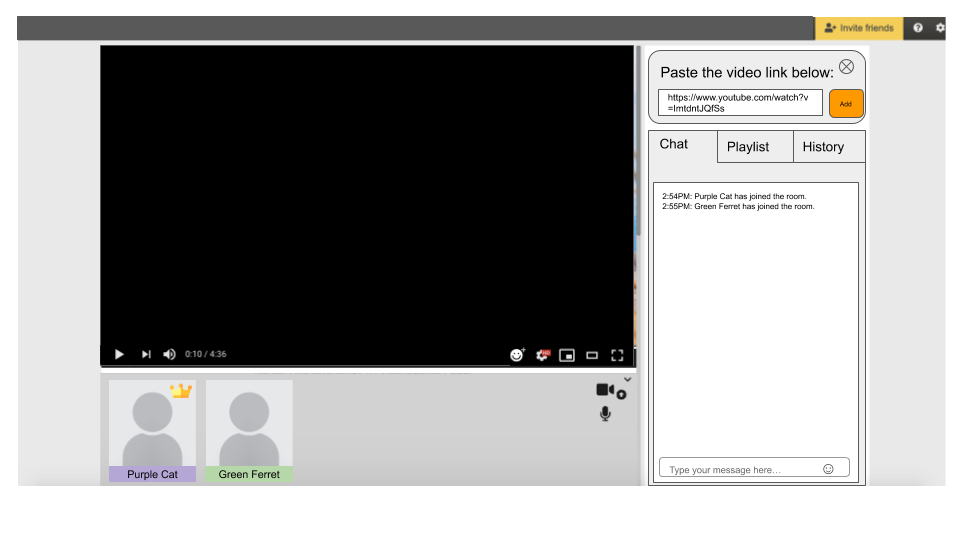 Invite friends
Paste the video link below:
https://www.youtube.com/watch?v
=ImtdntJQfSs
Add
Chat
Playlist
History
2:54PM: Purple Cat has joined the room.
2:55PM: Green Ferret has joined the room.
0:10 / 4:36
Purple Cat
Green Ferret
Type your message here...